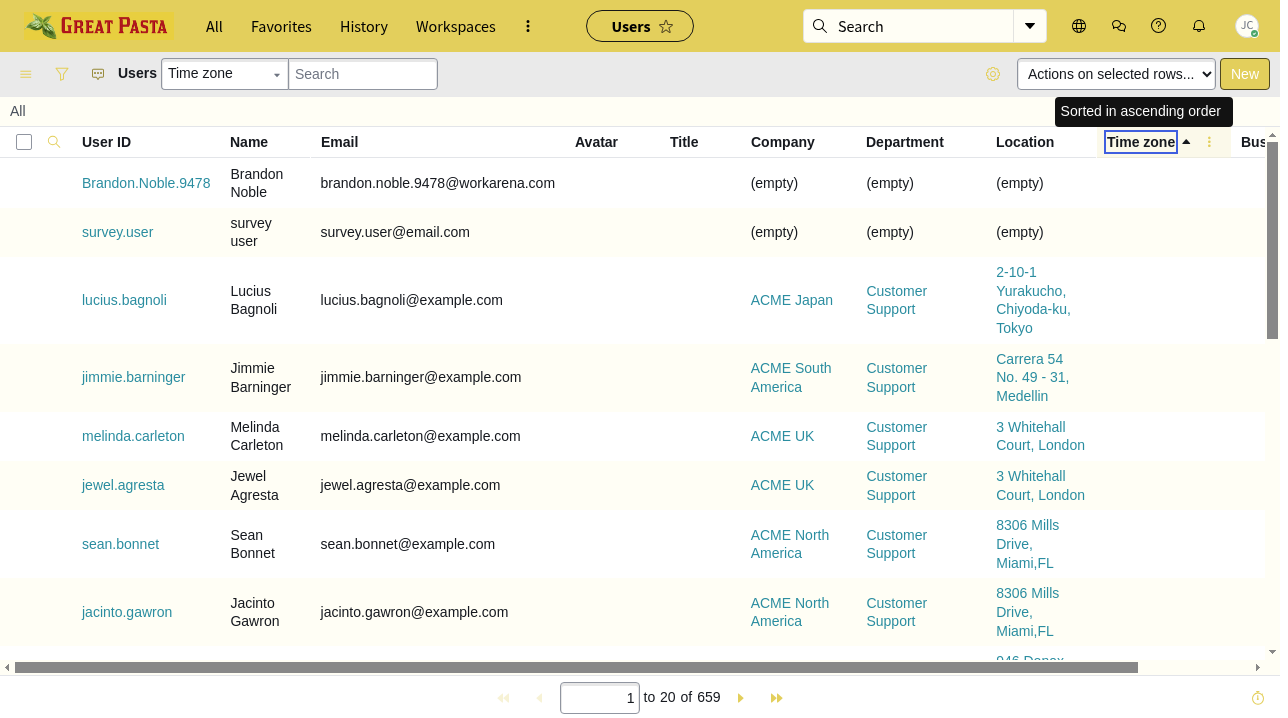 GREAT PASTA All Favorites History Workspaces Users Search JC
Users Time zone Search Actions on selected rows... New
All
Sorted in ascending order
User ID Name Email Avatar Title Company Department Location Time zone Bus
Brandon.Noble.9478 Brandon Noble brandon.noble.9478@workarena.com (empty) (empty) (empty)
survey.user survey user survey.user@email.com (empty) (empty) (empty)
lucius.bagnoli Lucius Bagnoli lucius.bagnoli@example.com ACME Japan Customer Support 2-10-1 Yurakucho, Chiyoda-ku, Tokyo
jimmie.barninger Jimmie Barninger jimmie.barninger@example.com ACME South America Customer Support Carrera 54 No. 49 - 31, Medellin
melinda.carleton Melinda Carleton melinda.carleton@example.com ACME UK Customer Support 3 Whitehall Court, London
jewel.agresta Jewel Agresta jewel.agresta@example.com ACME UK Customer Support 3 Whitehall Court, London
sean.bonnet Sean Bonnet sean.bonnet@example.com ACME North America Customer Support 8306 Mills Drive, Miami,FL
jacinto.gawron Jacinto Gawron jacinto.gawron@example.com ACME North America Customer Support 8306 Mills Drive, Miami,FL
1 to 20 of 659